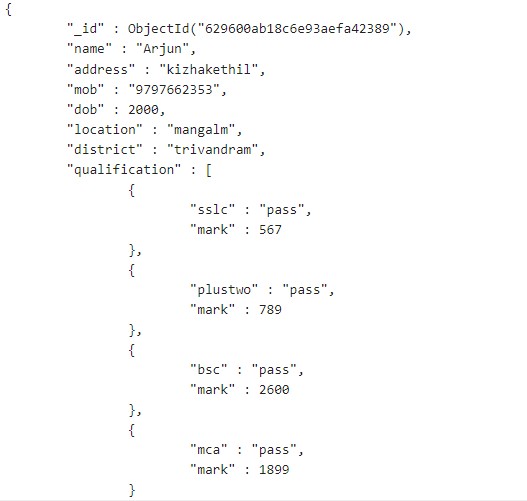 {
"_id" : ObjectId("629600ab18c6e93aefa42389"),
"name" : "Arjun",
"address" : "kizhakethil",
"mob" : "9797662353",
"dob" : 2000,
"location" : "mangalm",
"district" : "trivandram",
"qualification" : [
{
"sslc" : "pass",
"mark" : 567
},
{
"plustwo" : "pass",
"mark" : 789
},
{
"bsc" : "pass",
"mark" : 2600
},
{
"mca" : "pass",
"mark" : 1899
}